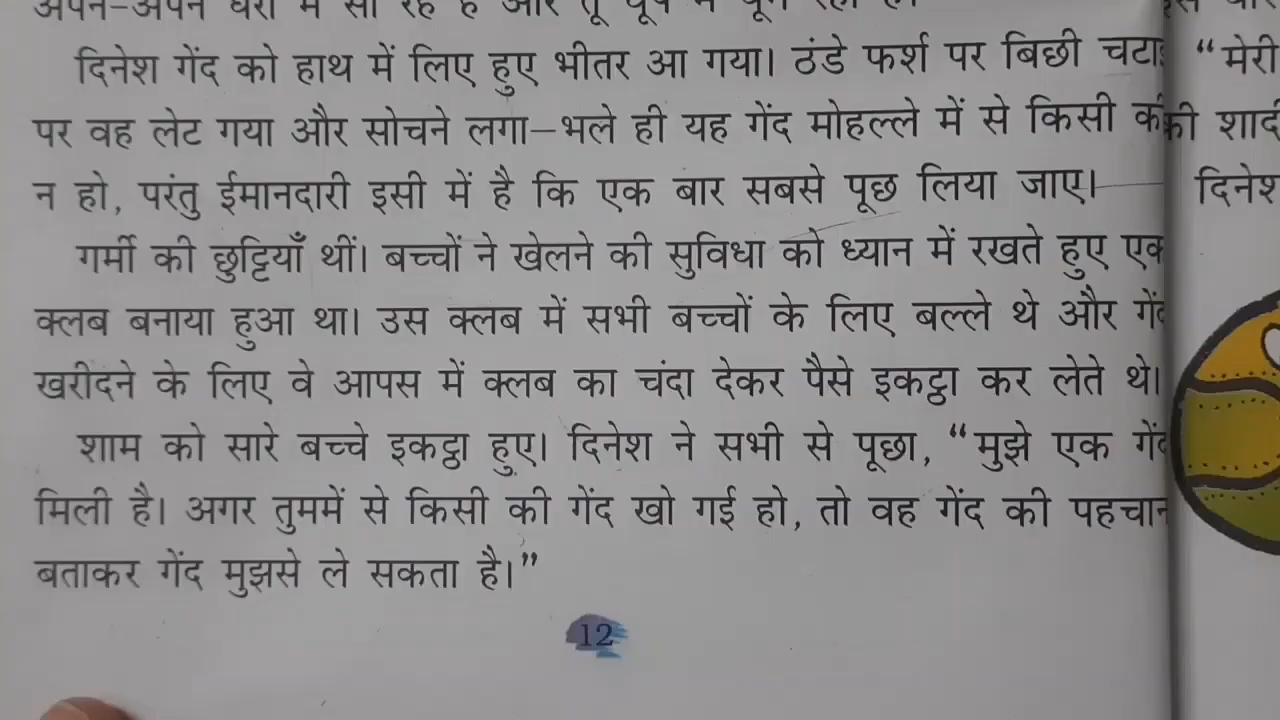 दिनेश गेंद को हाथ में लिए हुए भीतर आ गया। ठंडे फर्श पर बिछी
पर वह लेट गया और सोचने लगा–भले ही यह गेंद मोहल्ले में से किसी की
न हो, परंतु ईमानदारी इसी में है कि एक बार सबसे पूछ लिया जाए।
गर्मी की छुट्टियाँ थीं। बच्चों ने खेलने की सुविधा को ध्यान में रखते हुए एक
क्लब बनाया हुआ था। उस क्लब में सभी बच्चों के लिए बल्ले थे और गेंद
खरीदने के लिए वे आपस में क्लब का चंदा देकर पैसे इकट्ठा कर लेते थे।
शाम को सारे बच्चे इकट्ठा हुए। दिनेश ने सभी से पूछा, “मुझे एक गेंद
मिली है। अगर तुममें से किसी की गेंद खो गई हो, तो वह गेंद की पहचान
बताकर गेंद मुझसे ले सकता है।”
12
“मेरी
की
दिनेश